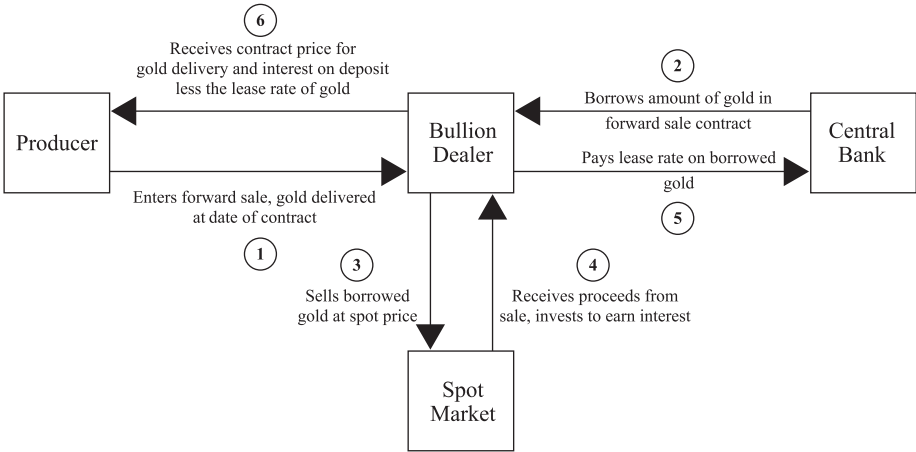 6
Receives contract price for
gold delivery and interest on deposit
less the lease rate of gold
2
Borrows amount of gold in
forward sale contract
Producer
Bullion
Dealer
Central
Bank
Pays lease rate on borrowed
gold
Enters forward sale, gold delivered
at date of contract
5
1
3
4
Sells borrowed
gold at spot price
Receives proceeds from
sale, invests to earn interest
Spot
Market